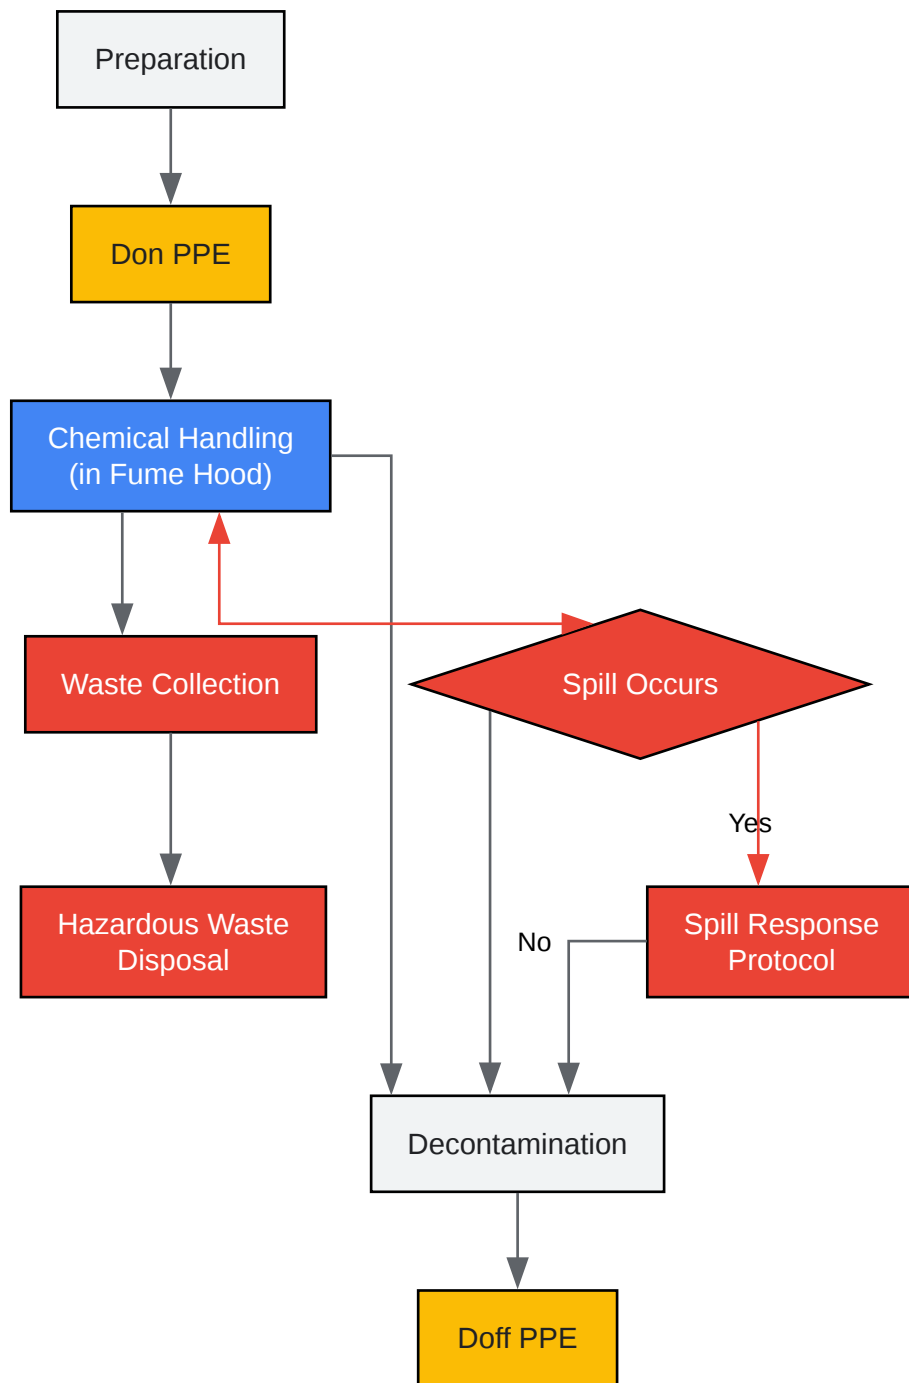 Preparation
Don PPE
Chemical Handling
(in Fume Hood)
Waste Collection
Spill Occurs
Yes
Hazardous Waste
Disposal
No
Spill Response
Protocol
Decontamination
Doff PPE